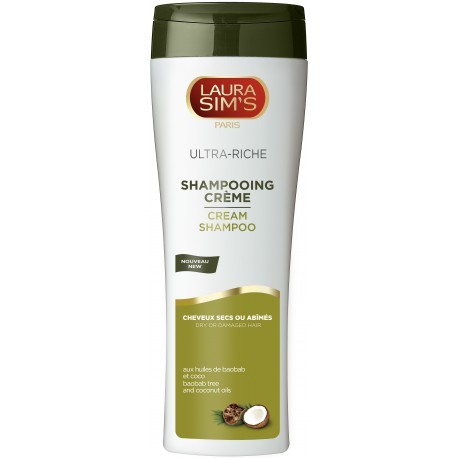 LAURA
SIM'S
PARIS
ULTRA-RICHE
SHAMPOOING
CRÈME
CREAM
SHAMPOO
NOUVEAU
NEW
CHEVEUX SECS OU ABÎMÉS
DRY OR DAMAGED HAIR
aux huiles de baobab
et coco
baobab tree
and coconut oils